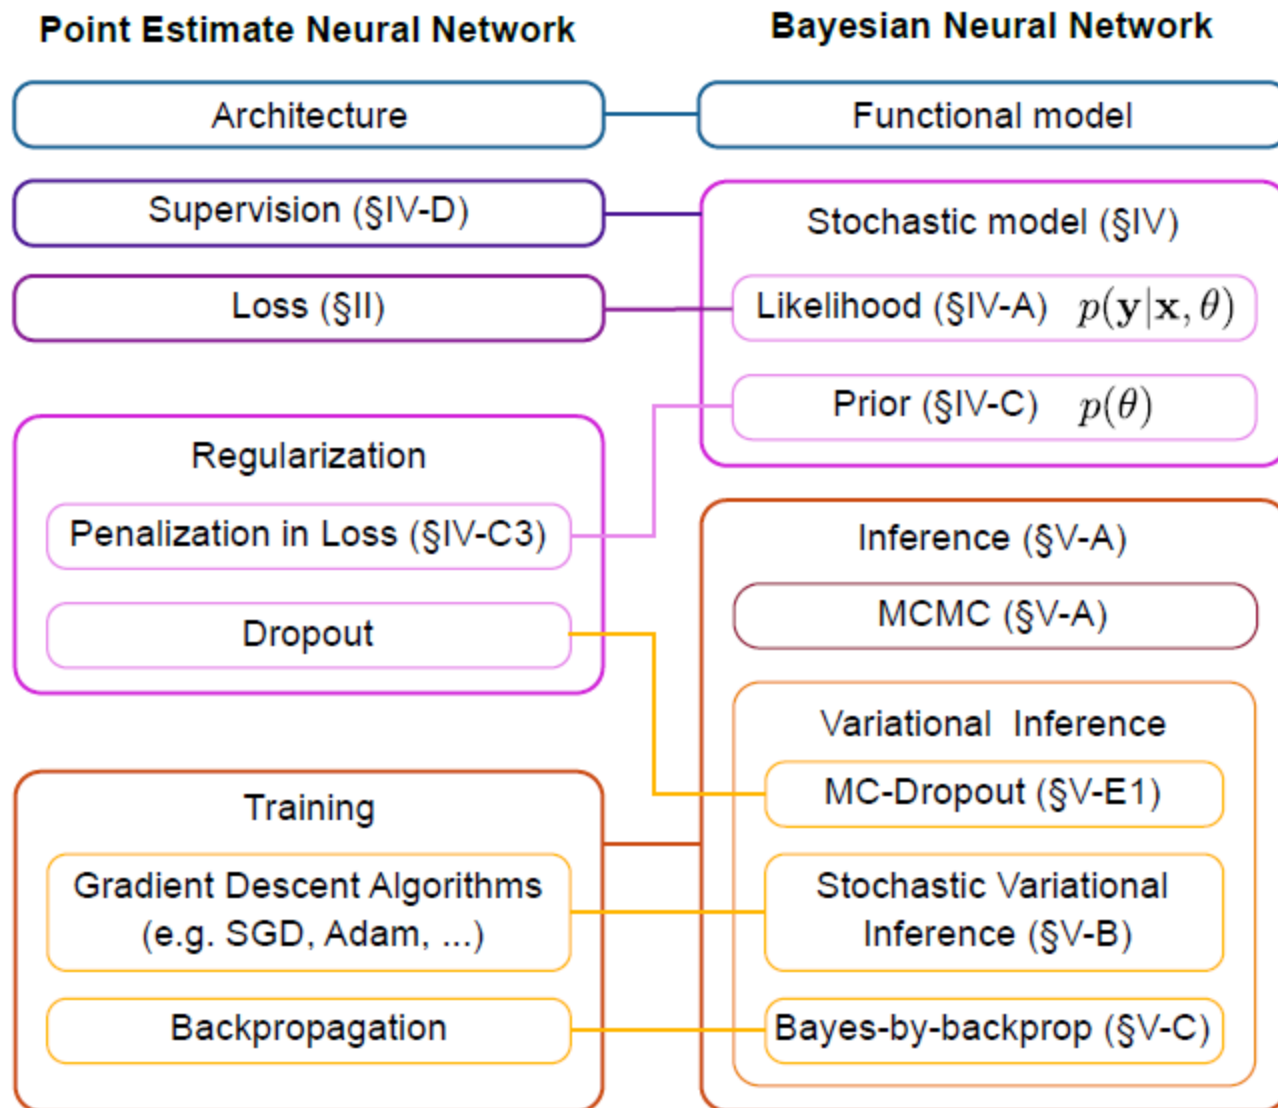 Point Estimate Neural Network
Architecture
Supervision (§IV-D)
Loss (§II)
Regularization
Penalization in Loss (§IV-C3)
Dropout
Training
Gradient Descent Algorithms
(e.g. SGD, Adam, ...)
Backpropagation
Bayesian Neural Network
Functional model
Stochastic model (§IV)
Likelihood (§IV-A) p(y|x, θ)
Prior (§IV-C) p(θ)
Inference (§V-A)
MCMC (§V-A)
Variational Inference
MC-Dropout (§V-E1)
Stochastic Variational
Inference (§V-B)
Bayes-by-backprop (§V-C)